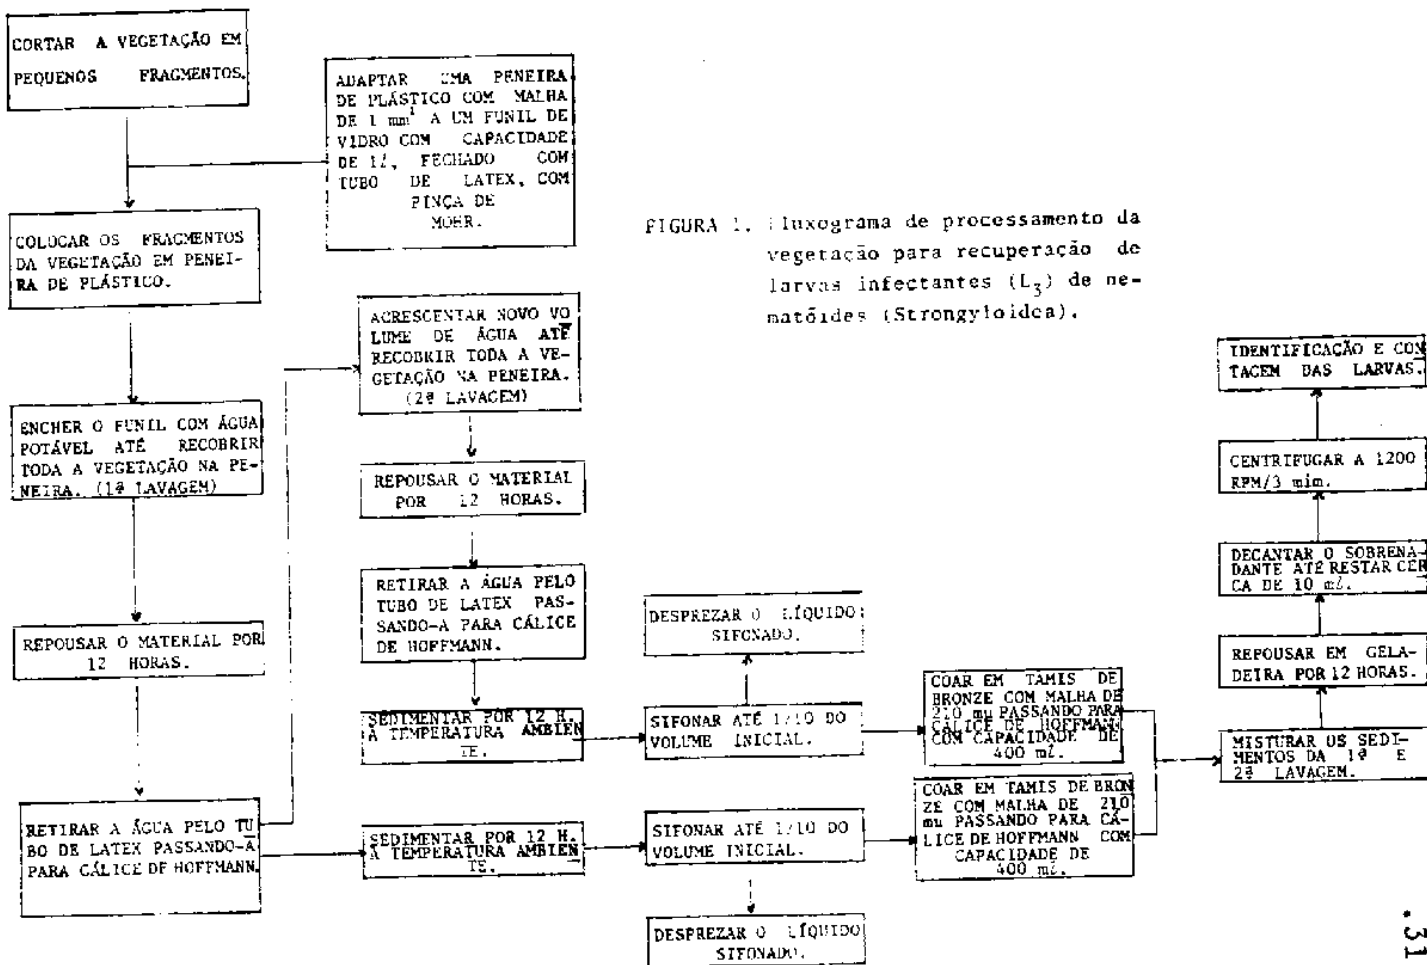 CORTAR A VEGETAÇÃO EM
PEQUENOS FRAGMENTOS.
ADAPTAR UMA PENEIRA
DE PLÁSTICO COM MALHA
DE 1 mm² A UM FUNIL DE
VIDRO COM CAPACIDADE
DE 1ℓ, FECHADO COM
TUBO DE LATEX, COM
PINÇA DE
MOHR.
COLOCAR OS FRAGMENTOS
DA VEGETAÇÃO EM PENEI-
RA DE PLÁSTICO.
ENCHER O FUNIL COM ÁGUA
POTÁVEL ATÉ RECOBRIR
TODA A VEGETAÇÃO NA PE-
NEIRA. (1ª LAVAGEM)
REPOUSAR O MATERIAL POR
12 HORAS.
RETIRAR A ÁGUA PELO TU
BO DE LATEX PASSANDO-A
PARA CÁLICE DE HOFFMANN.
ACRESCENTAR NOVO VO
LUME DE ÁGUA ATÉ
RECOBRIR TODA A VE-
GETAÇÃO NA PENEIRA.
(2ª LAVAGEM)
REPOUSAR O MATERIAL
POR 12 HORAS.
RETIRAR A ÁGUA PELO
TUBO DE LATEX PAS-
SANDO-A PARA CÁLICE
DE HOFFMANN.
SEDIMENTAR POR 12 H.
À TEMPERATURA AMBIEN
TE.
SEDIMENTAR POR 12 H.
À TEMPERATURA AMBIEN
TE.
FIGURA 1. Fluxograma de processamento da
vegetação para recuperação de
larvas infectantes (L₃) de ne-
matóides (Strongyloidea).
DESPREZAR O LÍQUIDO
SIFONADO.
SIFONAR ATÉ 1/10 DO
VOLUME INICIAL.
SIFONAR ATÉ 1/10 DO
VOLUME INICIAL.
DESPREZAR O LÍQUIDO
SIFONADO.
COAR EM TAMIS DE
BRONZE COM MALHA DE
210 mu PASSANDO PARA
CÁLICE DE HOFFMANN
COM CAPACIDADE DE
400 mℓ.
COAR EM TAMIS DE BRON
ZE COM MALHA DE 210
mu PASSANDO PARA CÁ-
LICE DE HOFFMANN COM
CAPACIDADE DE
400 mℓ.
MISTURAR OS SEDI-
MENTOS DA 1ª E
2ª LAVAGEM.
REPOUSAR EM GELA-
DEIRA POR 12 HORAS.
DECANTAR O SOBRENA-
DANTE ATÉ RESTAR CER
CA DE 10 mℓ.
CENTRIFUGAR A 1200
RPM/3 mim.
IDENTIFICAÇÃO E CON
TAGEM DAS LARVAS.
.31